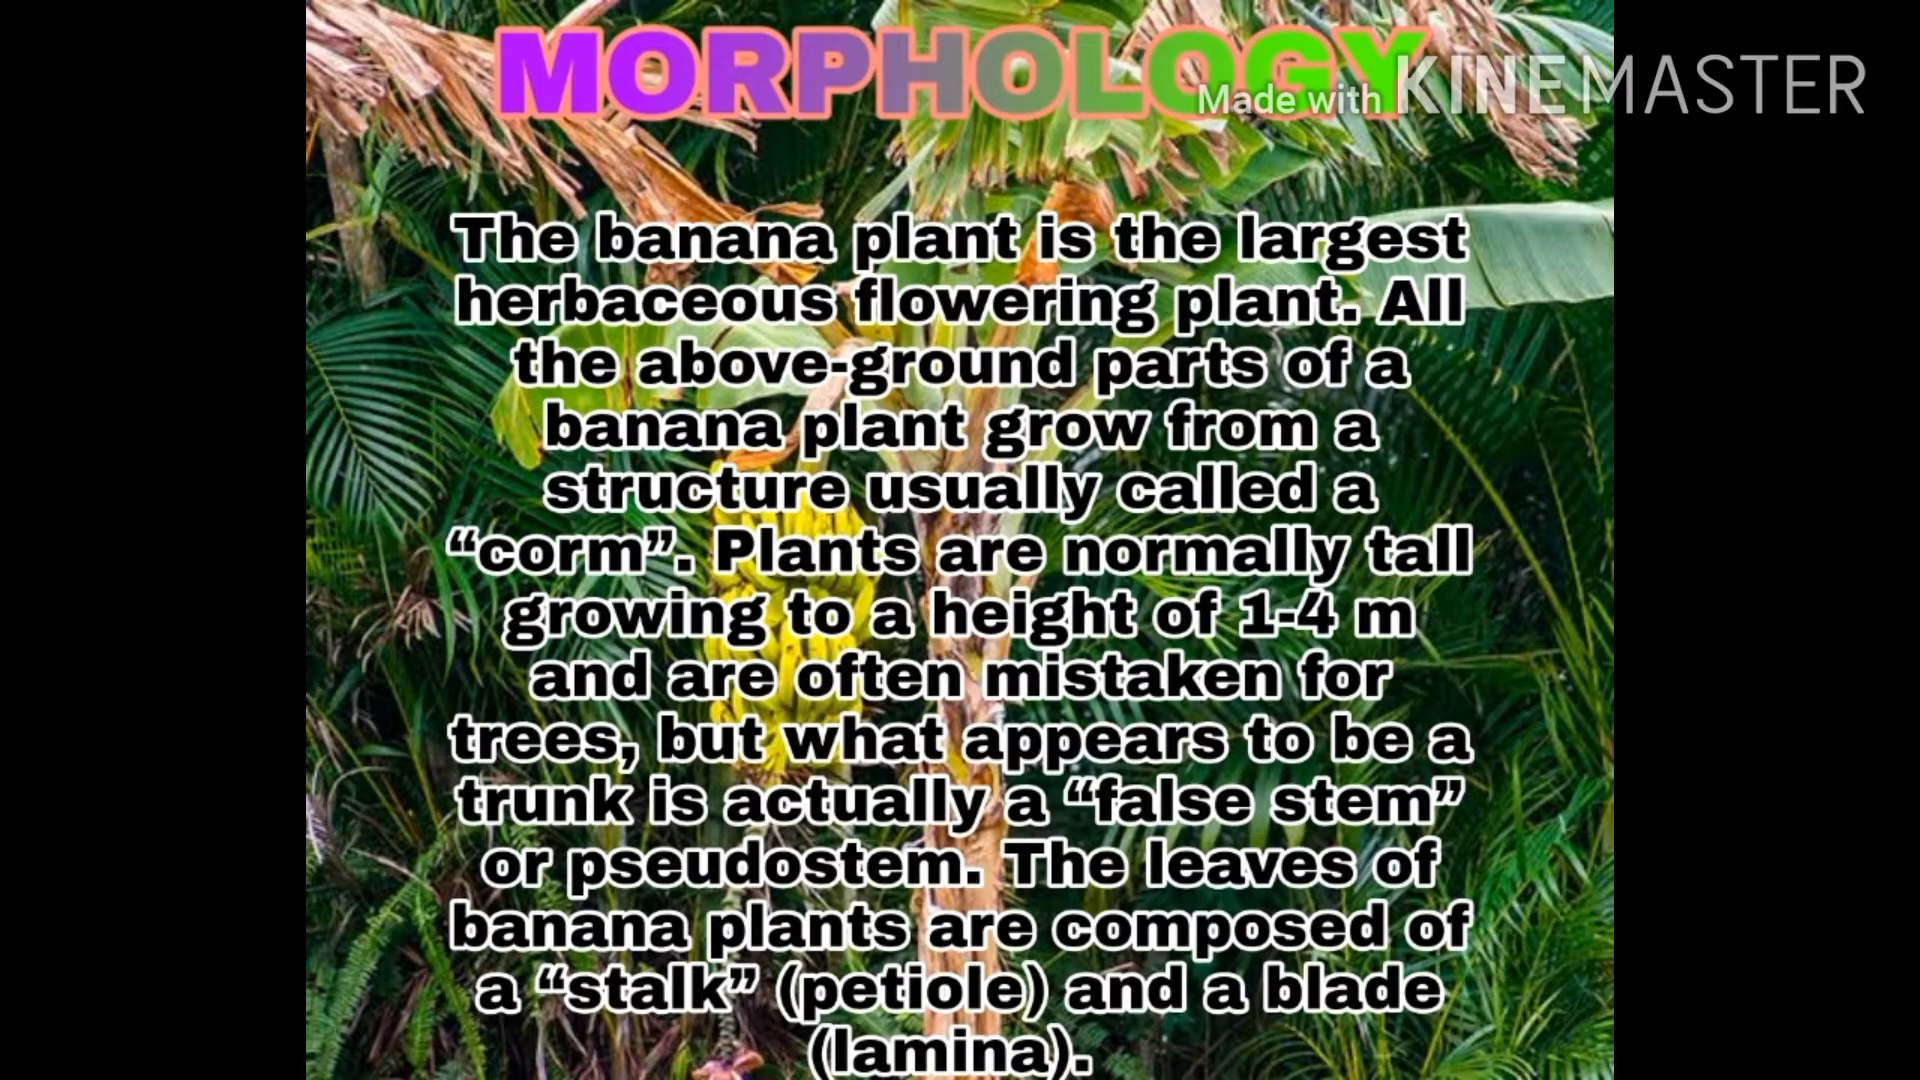 MORPHOLOGY
Made with KINEMASTER
The banana plant is the largest
herbaceous flowering plant. All
the above-ground parts of a
banana plant grow from a
structure usually called a
“corm”. Plants are normally tall
growing to a height of 1-4 m
and are often mistaken for
trees, but what appears to be a
trunk is actually a “false stem”
or pseudostem. The leaves of
banana plants are composed of
a “stalk” (petiole) and a blade
(lamina).